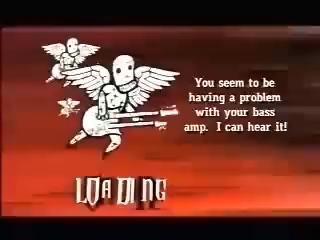 You seem to be
having a problem
with your bass
amp. I can hear it!
LOADING